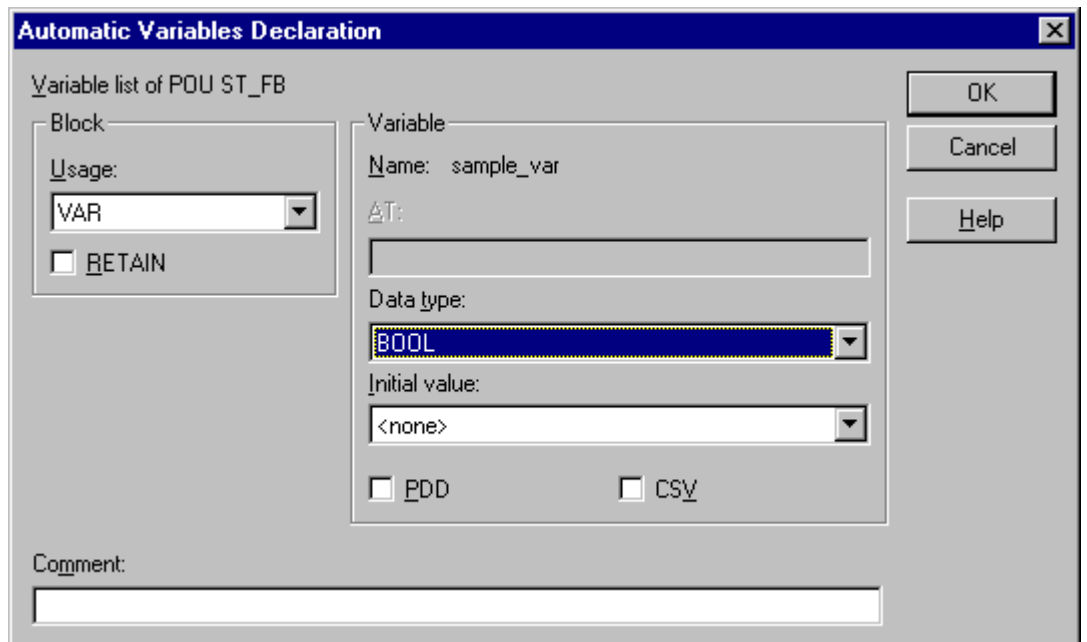 Automatic Variables Declaration
Variable list of POU ST_FB
OK
Block
Variable
Cancel
Usage:
Name: sample_var
VAR
AT:
Help
RETAIN
Data type:
BOOL
Initial value:
<none>
PDD
CSV
Comment: